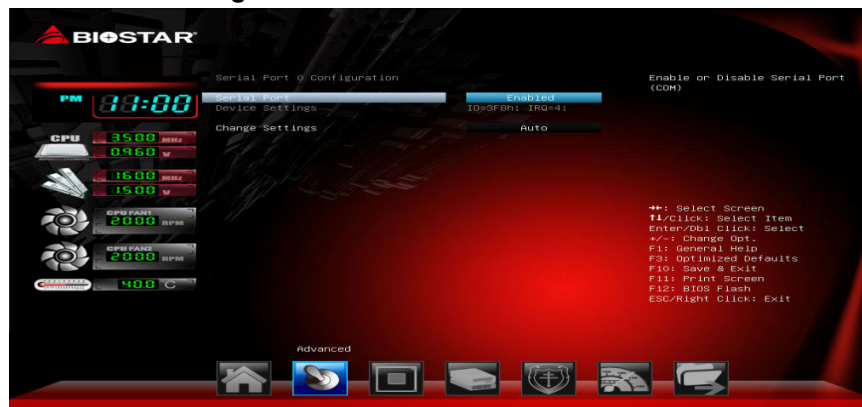 BIOSTAR
Serial Port 0 Configuration
Serial Port Enabled
Device Settings IO=3F8h; IRQ=4;
Change Settings Auto
Enable or Disable Serial Port
(COM)
PM 11:00
CPU 3500 MHz
0.960 V
1600 MHz
1.500 V
CPU FAN1
2000 RPM
CPU FAN2
2000 RPM
40.0 C
→←: Select Screen
↑↓/Click: Select Item
Enter/Dbl Click: Select
+/-: Change Opt.
F1: General Help
F3: Optimized Defaults
F10: Save & Exit
F11: Print Screen
F12: BIOS Flash
ESC/Right Click: Exit
Advanced